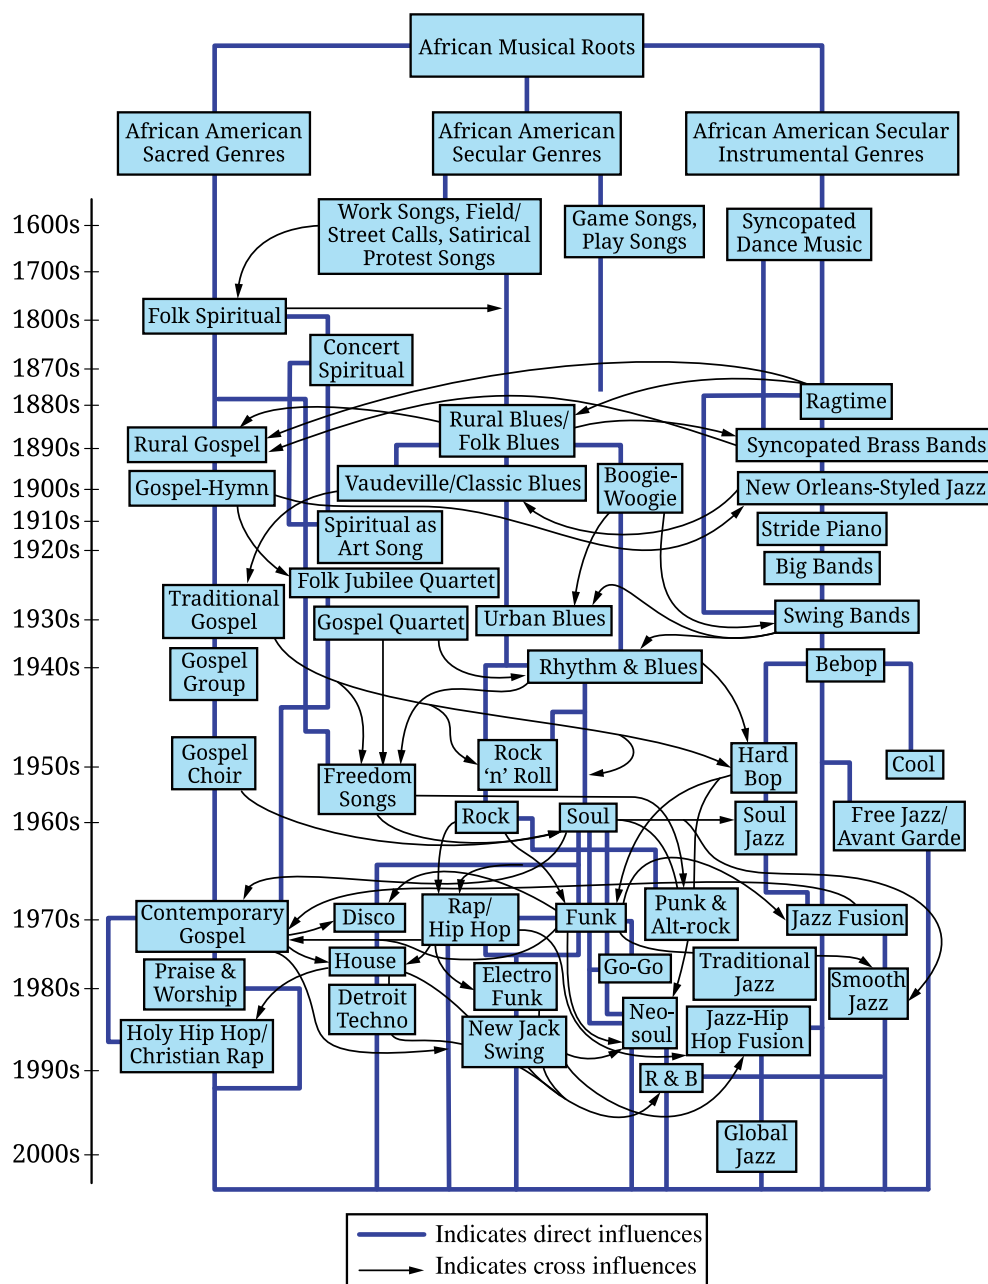 African Musical Roots
African American
Sacred Genres
African American
Secular Genres
African American Secular
Instrumental Genres
1600s
Work Songs, Field/
Street Calls, Satirical
Protest Songs
Game Songs,
Play Songs
Syncopated
Dance Music
1700s
Folk Spiritual
1800s
Concert
Spiritual
1870s
Ragtime
1880s
Rural Blues/
Folk Blues
Rural Gospel
Syncopated Brass Bands
1890s
Gospel-Hymn
Vaudeville/Classic Blues
Boogie-
Woogie
New Orleans-Styled Jazz
1900s
1910s
Spiritual as
Art Song
Stride Piano
1920s
Folk Jubilee Quartet
Big Bands
Traditional
Gospel
Gospel Quartet
Urban Blues
Swing Bands
1930s
Gospel
Group
Rhythm & Blues
Bebop
1940s
Gospel
Choir
Freedom
Songs
Rock
‘n’ Roll
Hard
Bop
Cool
1950s
Rock
Soul
Soul
Jazz
Free Jazz/
Avant Garde
1960s
Contemporary
Gospel
Disco
Rap/
Hip Hop
Funk
Punk &
Alt-rock
Jazz Fusion
1970s
Praise &
Worship
House
Electro
Funk
Go-Go
Traditional
Jazz
Smooth
Jazz
1980s
Holy Hip Hop/
Christian Rap
Detroit
Techno
New Jack
Swing
Neo-
soul
Jazz-Hip
Hop Fusion
1990s
R & B
Global
Jazz
2000s
Indicates direct influences
Indicates cross influences